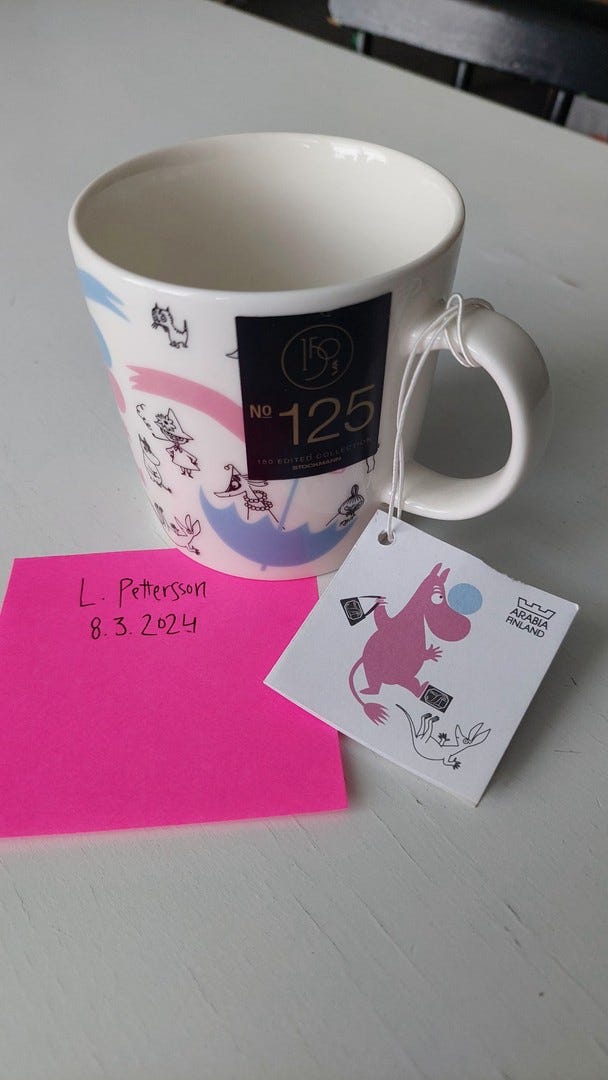 150
No 125
150 EDITED COLLECTION
STOCKMANN
L. Pettersson
8.3.2024
ARABIA
FINLAND